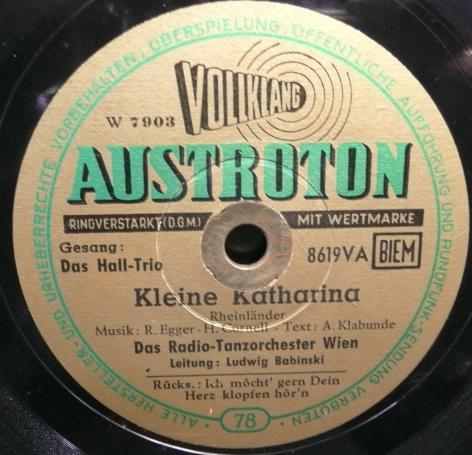 ALLE HERSTELLER- UND URHEBERRECHTE VORBEHALTEN, ÜBERSPIELUNG, ÖFFENTLICHE AUFFÜHRUNG UND RUNDFUNK-SENDUNG VERBOTEN
W 7903
VOLLKLANG
AUSTROTON
RINGVERSTÄRKT (D.G.M.) MIT WERTMARKE
Gesang:
Das Hall-Trio
8619VA BIEM
Kleine Katharina
Rheinländer
Musik: R. Egger - H. Cornell - Text: A. Klabunde
Das Radio-Tanzorchester Wien
Leitung: Ludwig Babinski
Rücks.: Ich möcht' gern Dein
Herz klopfen hör'n
78